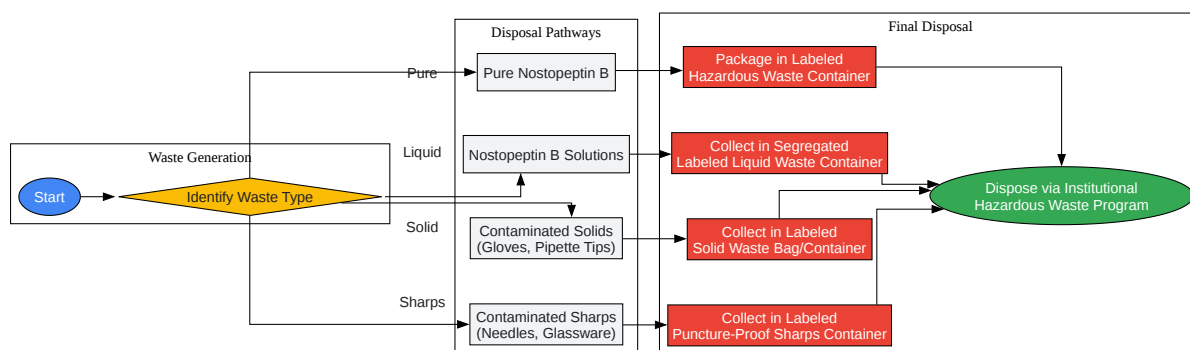 Waste Generation
Start
Identify Waste Type
Pure
Liquid
Solid
Sharps
Disposal Pathways
Pure Nostopeptin B
Nostopeptin B Solutions
Contaminated Solids
(Gloves, Pipette Tips)
Contaminated Sharps
(Needles, Glassware)
Final Disposal
Package in Labeled
Hazardous Waste Container
Collect in Segregated
Labeled Liquid Waste Container
Collect in Labeled
Solid Waste Bag/Container
Collect in Labeled
Puncture-Proof Sharps Container
Dispose via Institutional
Hazardous Waste Program